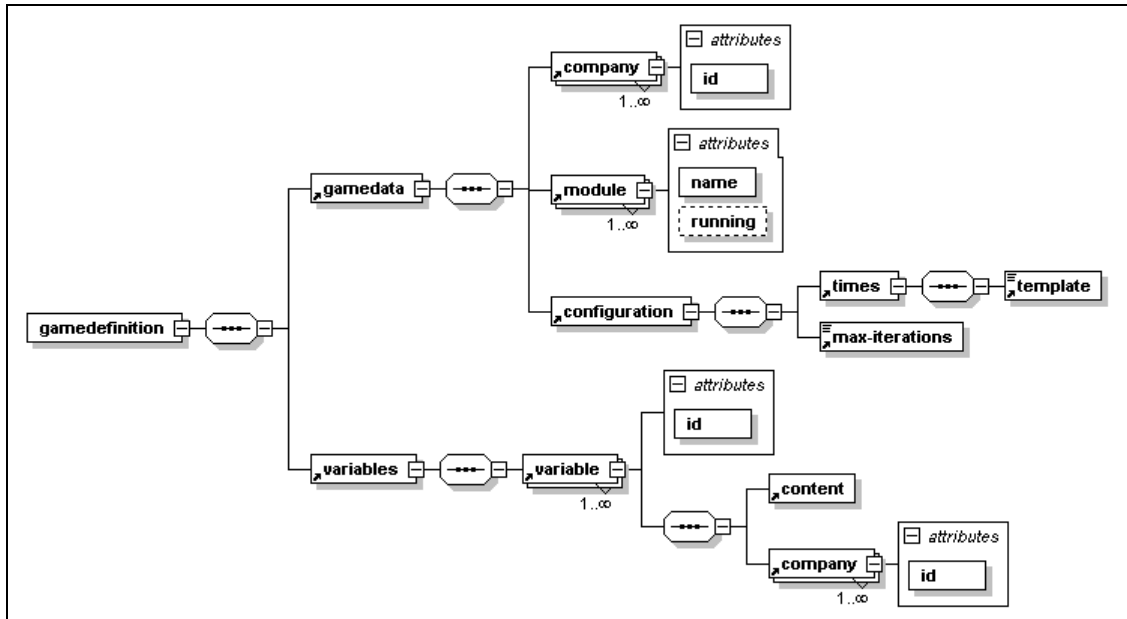 attributes
company
id
1..∞
attributes
gamedata
module
name
1..∞
running
times
template
configuration
gamedefinition
max-iterations
attributes
id
variables
variable
1..∞
content
attributes
company
id
1..∞